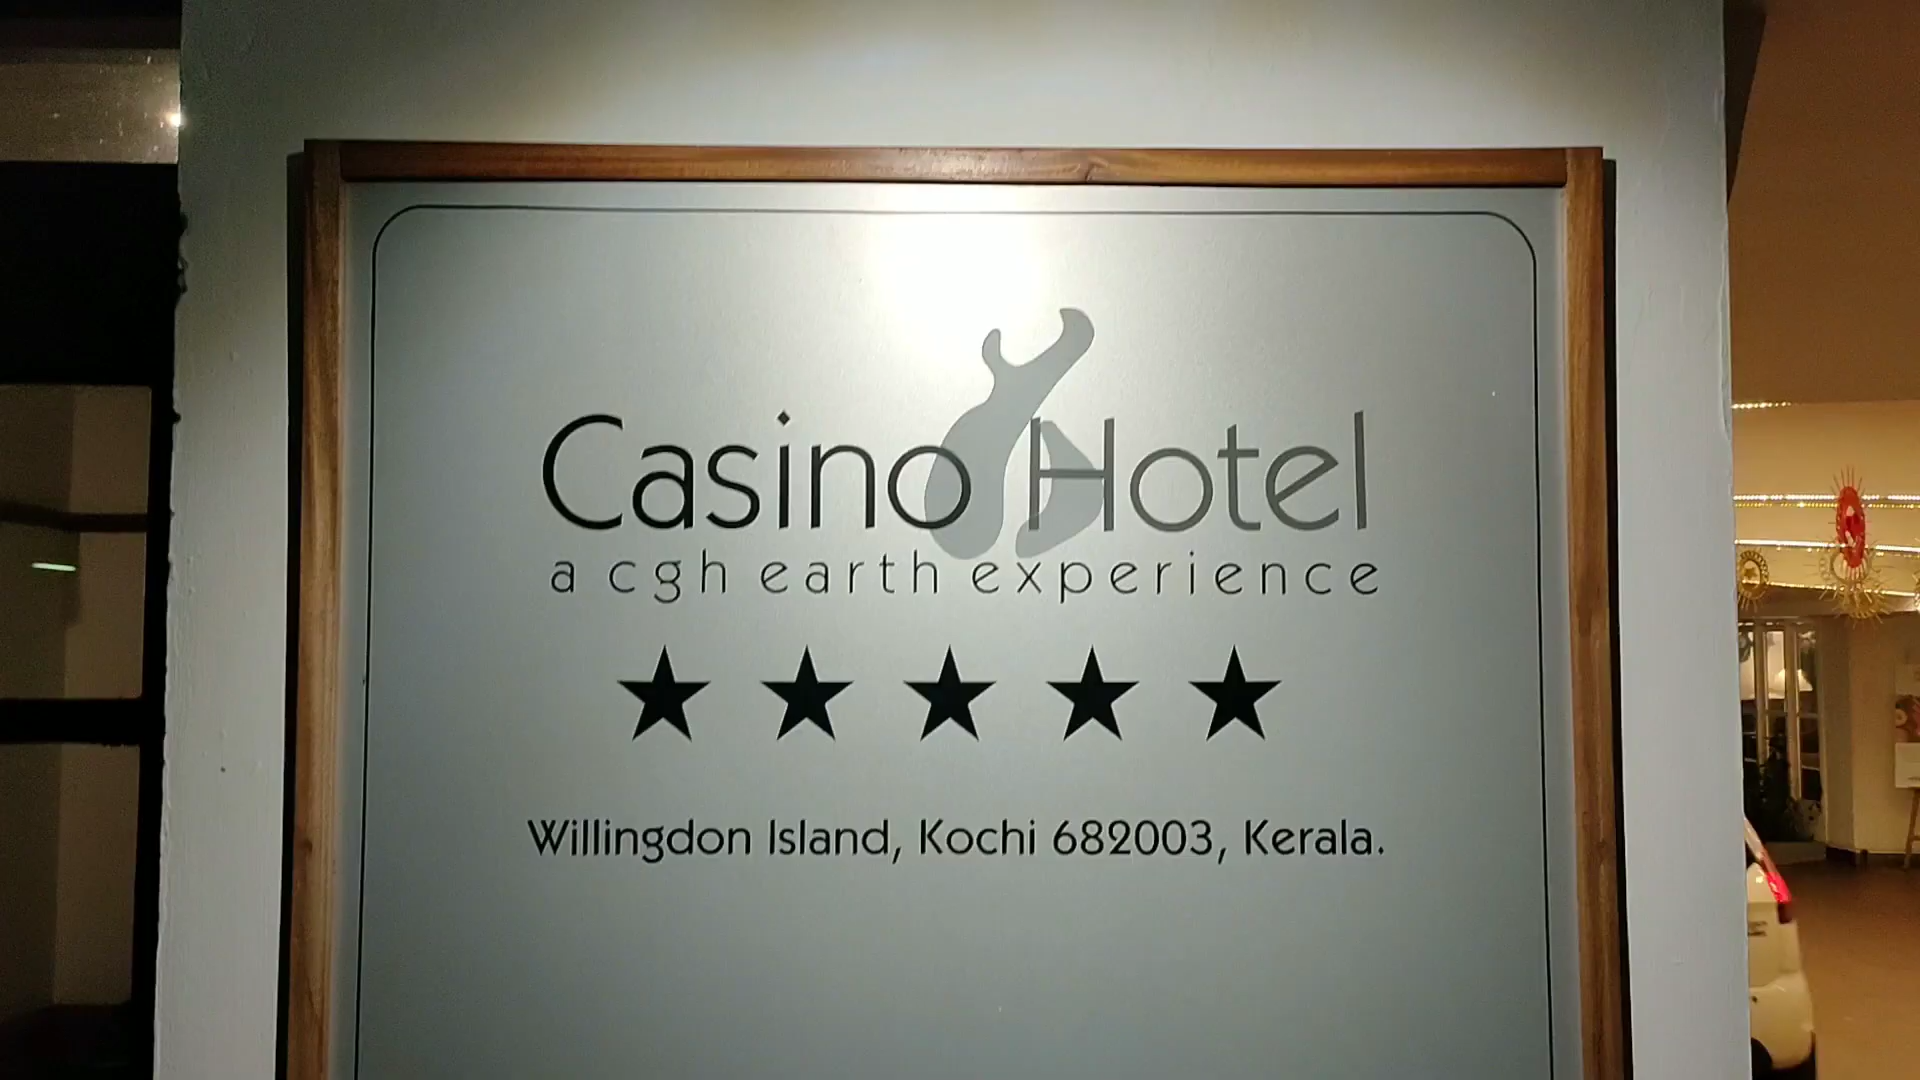 Casino Hotel
a cgh earth experience
★ ★ ★ ★ ★
Willingdon Island, Kochi 682003, Kerala.